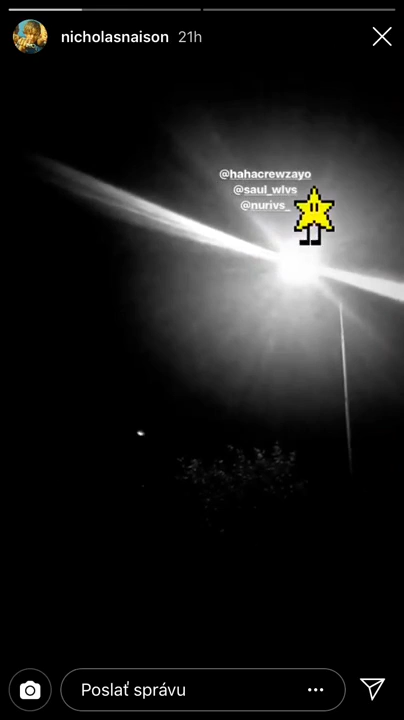 nicholasnaison 21h
@hahacrewzayo
@saul_wlvs
@nurivs_
Poslať správu